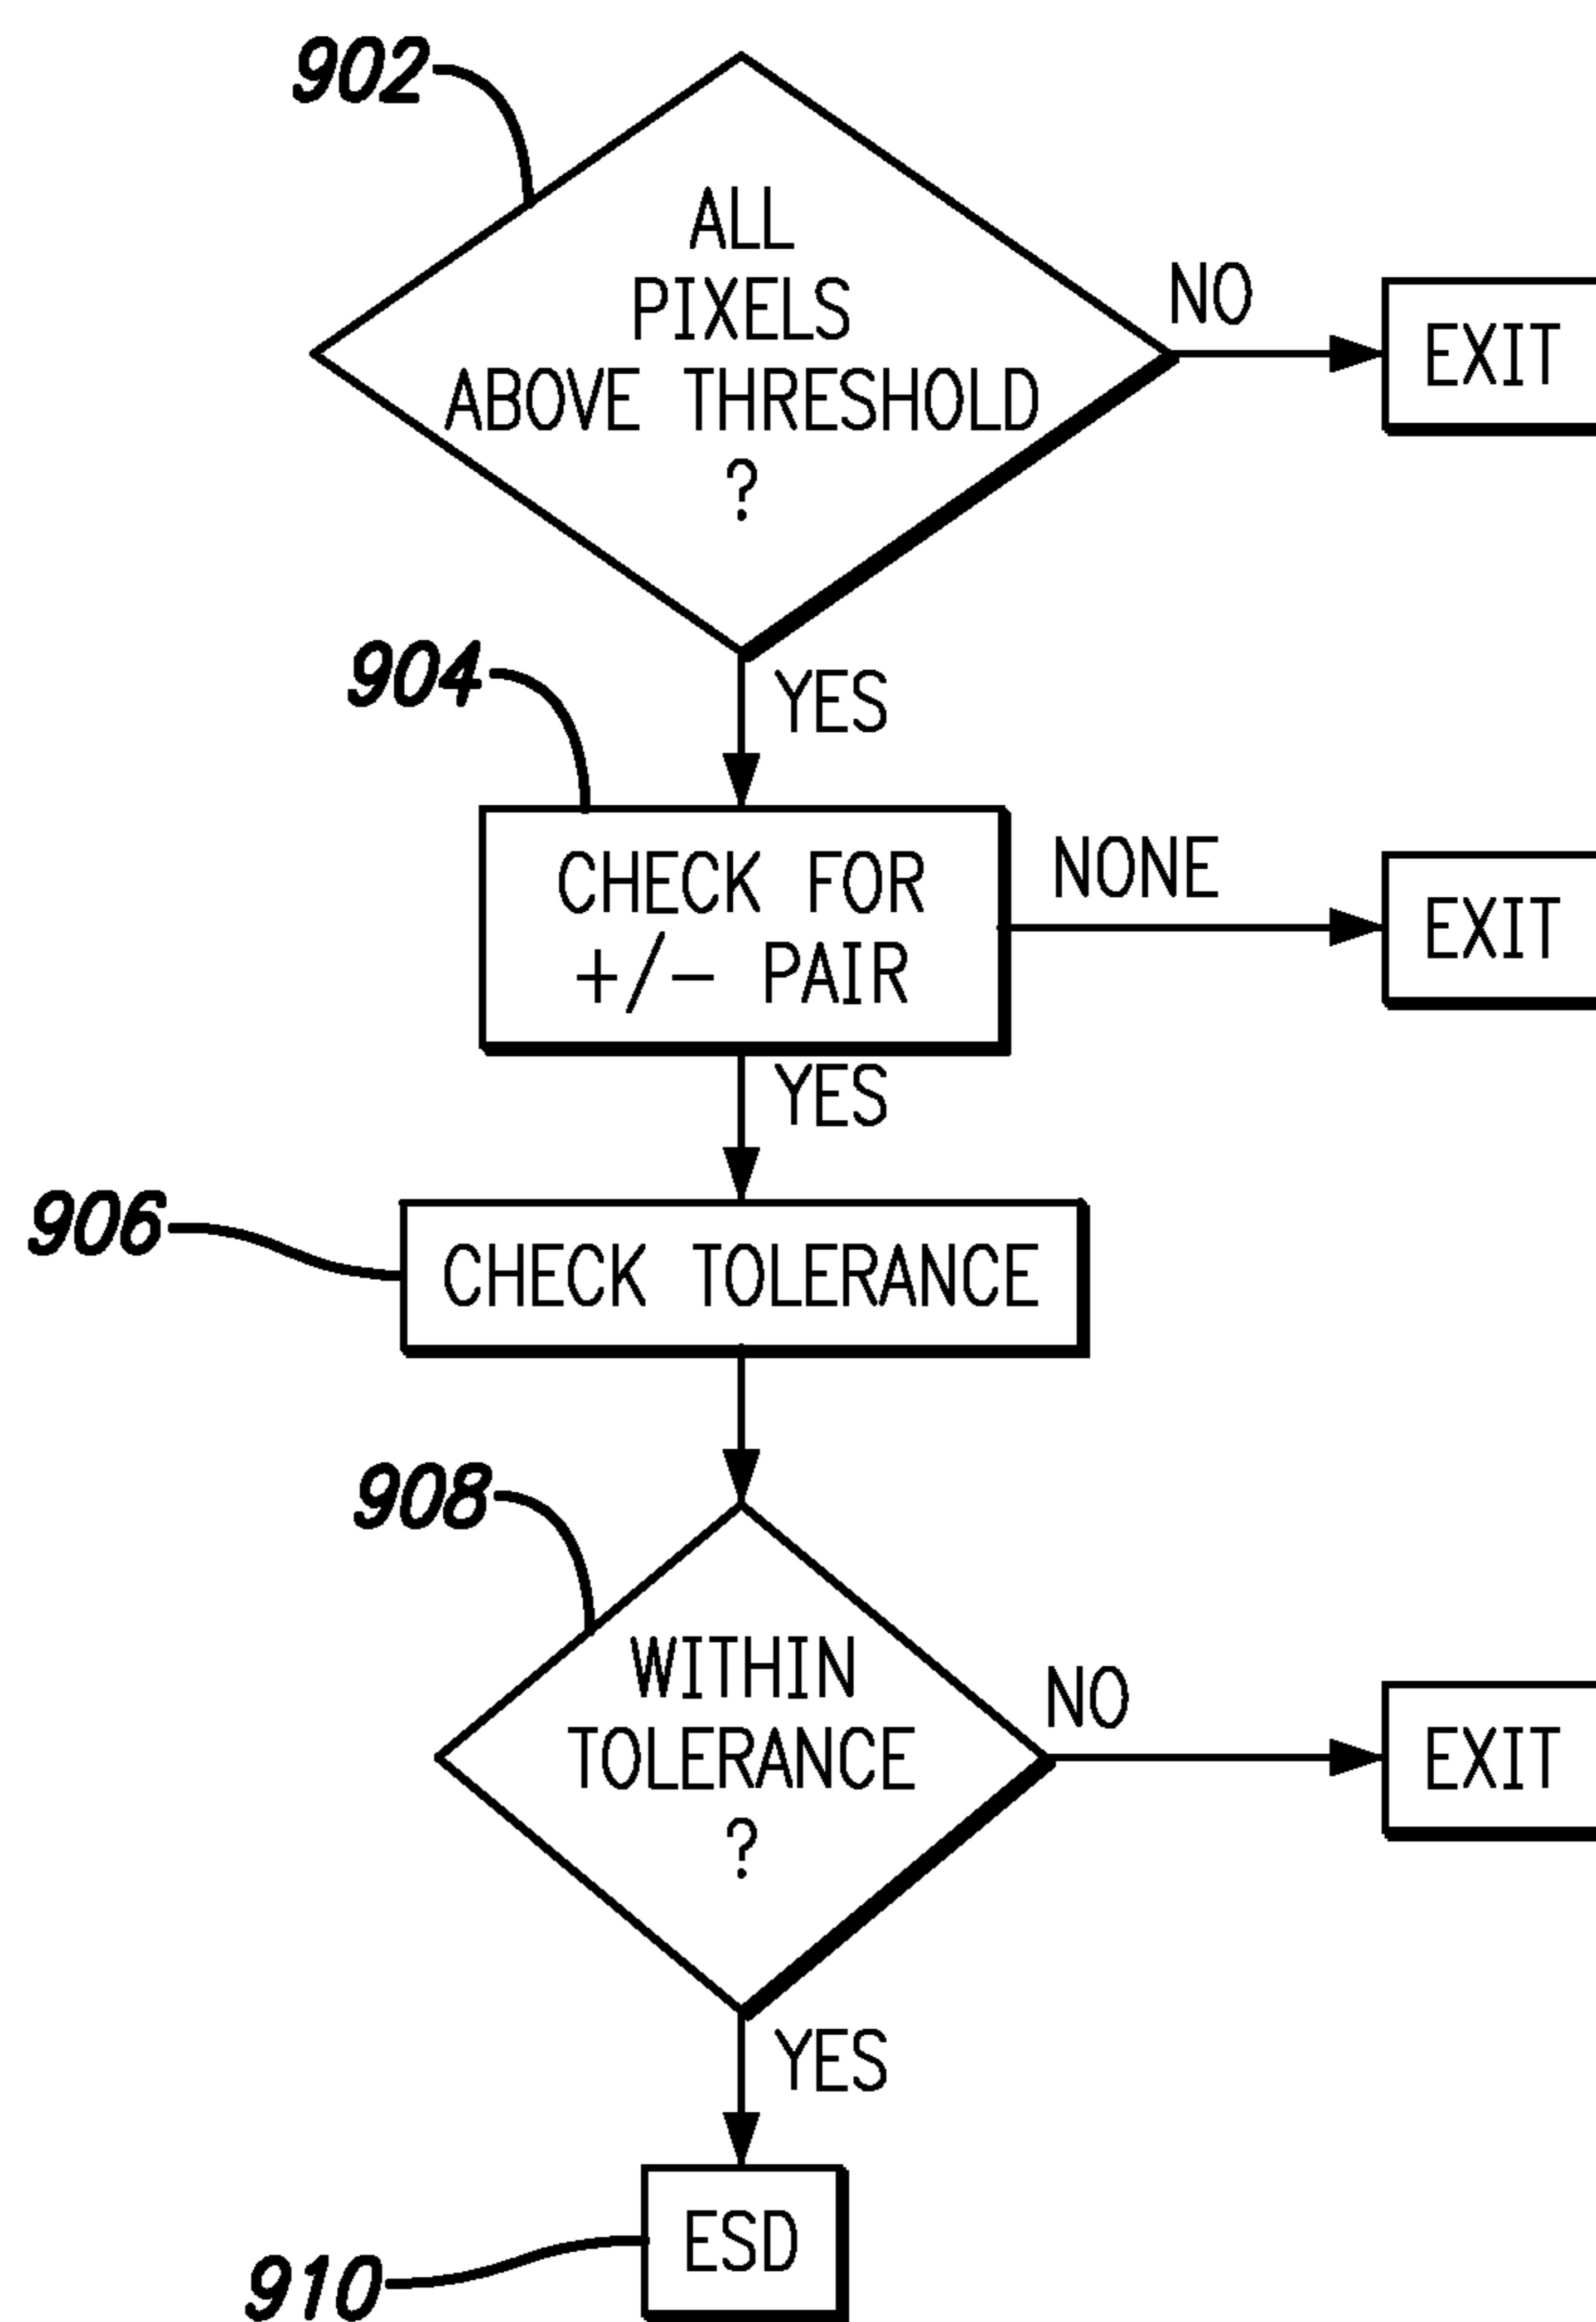 902
ALL
PIXELS
ABOVE THRESHOLD
?
NO
EXIT
YES
904
CHECK FOR
+/- PAIR
NONE
EXIT
YES
906
CHECK TOLERANCE
908
WITHIN
TOLERANCE
?
NO
EXIT
YES
ESD
910